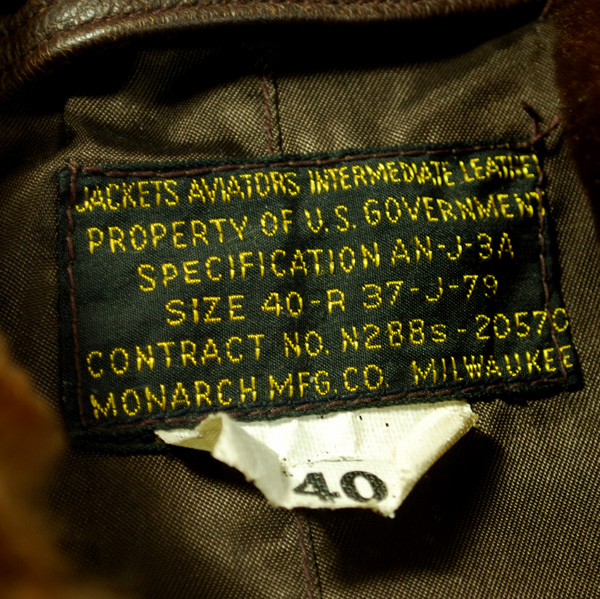 JACKETS AVIATORS INTERMEDIATE LEATHER
PROPERTY OF U.S. GOVERNMENT
SPECIFICATION AN-J-3A
SIZE 40-R 37-J-79
CONTRACT NO. N288s-20570
MONARCH MFG.CO. MILWAUKEE
40